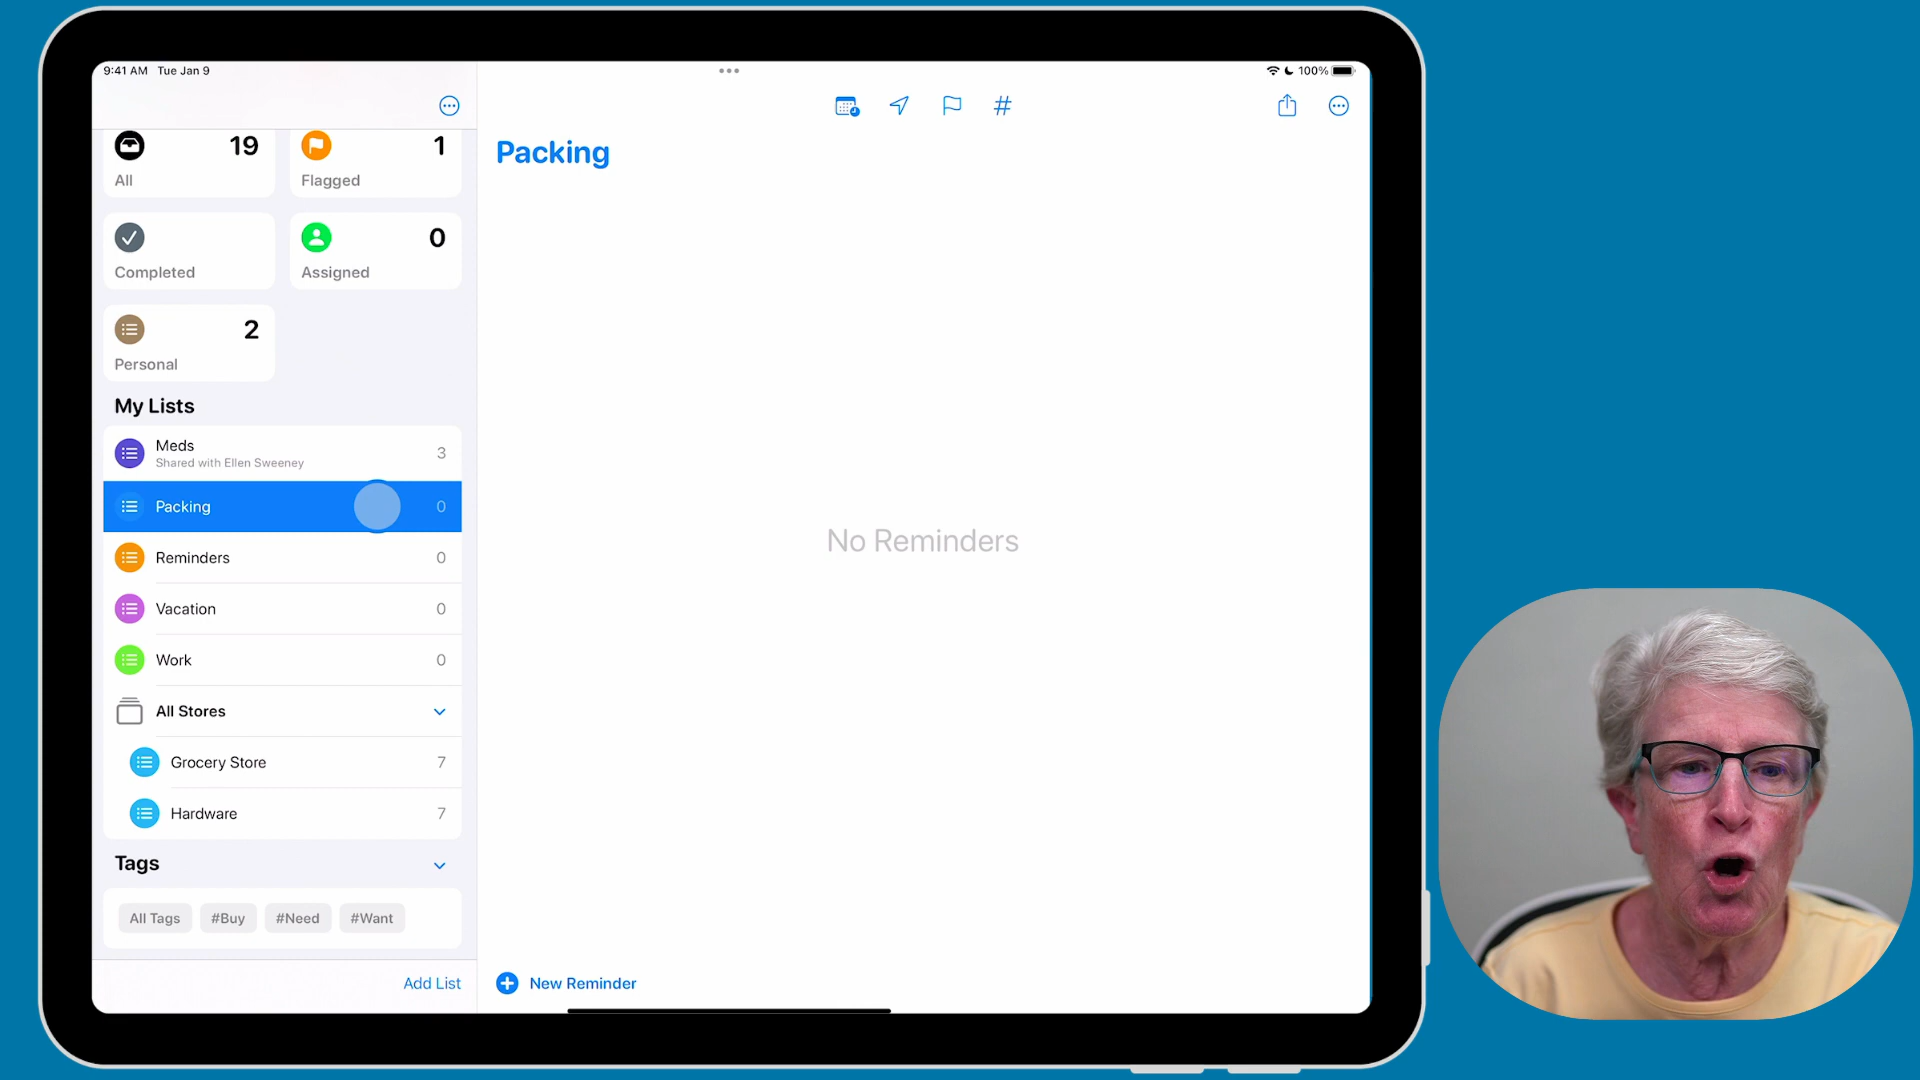 9:41 AM Tue Jan 9
100%
19
All
1
Flagged
Completed
0
Assigned
2
Personal
My Lists
Meds
Shared with Ellen Sweeney
3
Packing
0
Reminders
0
Vacation
0
Work
0
All Stores
Grocery Store
7
Hardware
7
Tags
All Tags
#Buy
#Need
#Want
Add List
#
Packing
No Reminders
New Reminder